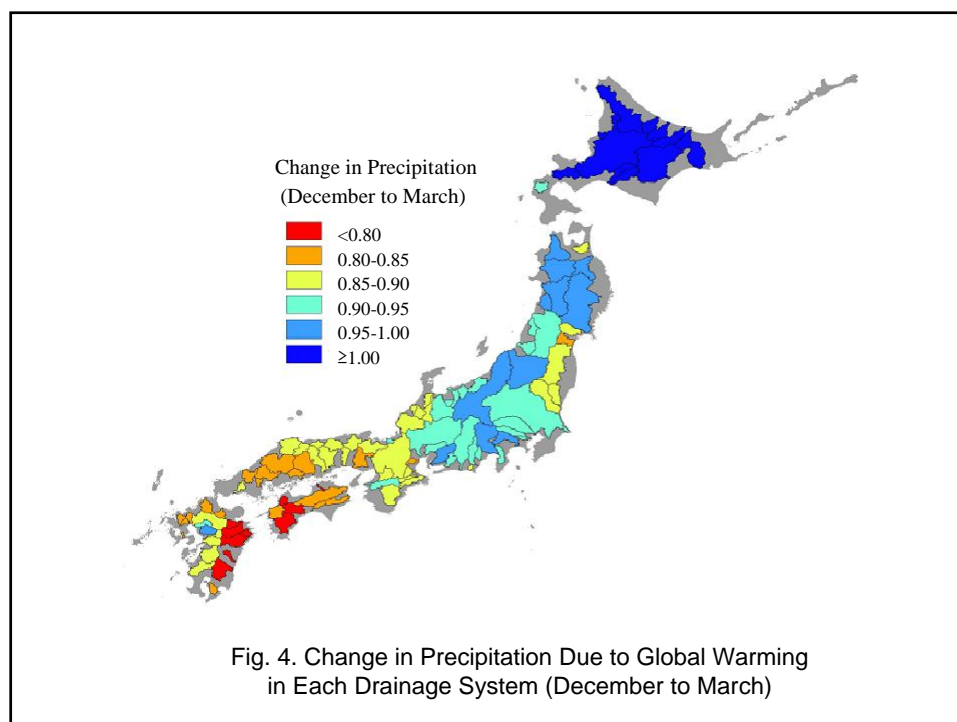 Change in Precipitation
(December to March)
<0.80
0.80-0.85
0.85-0.90
0.90-0.95
0.95-1.00
≥1.00
Fig. 4. Change in Precipitation Due to Global Warming
in Each Drainage System (December to March)